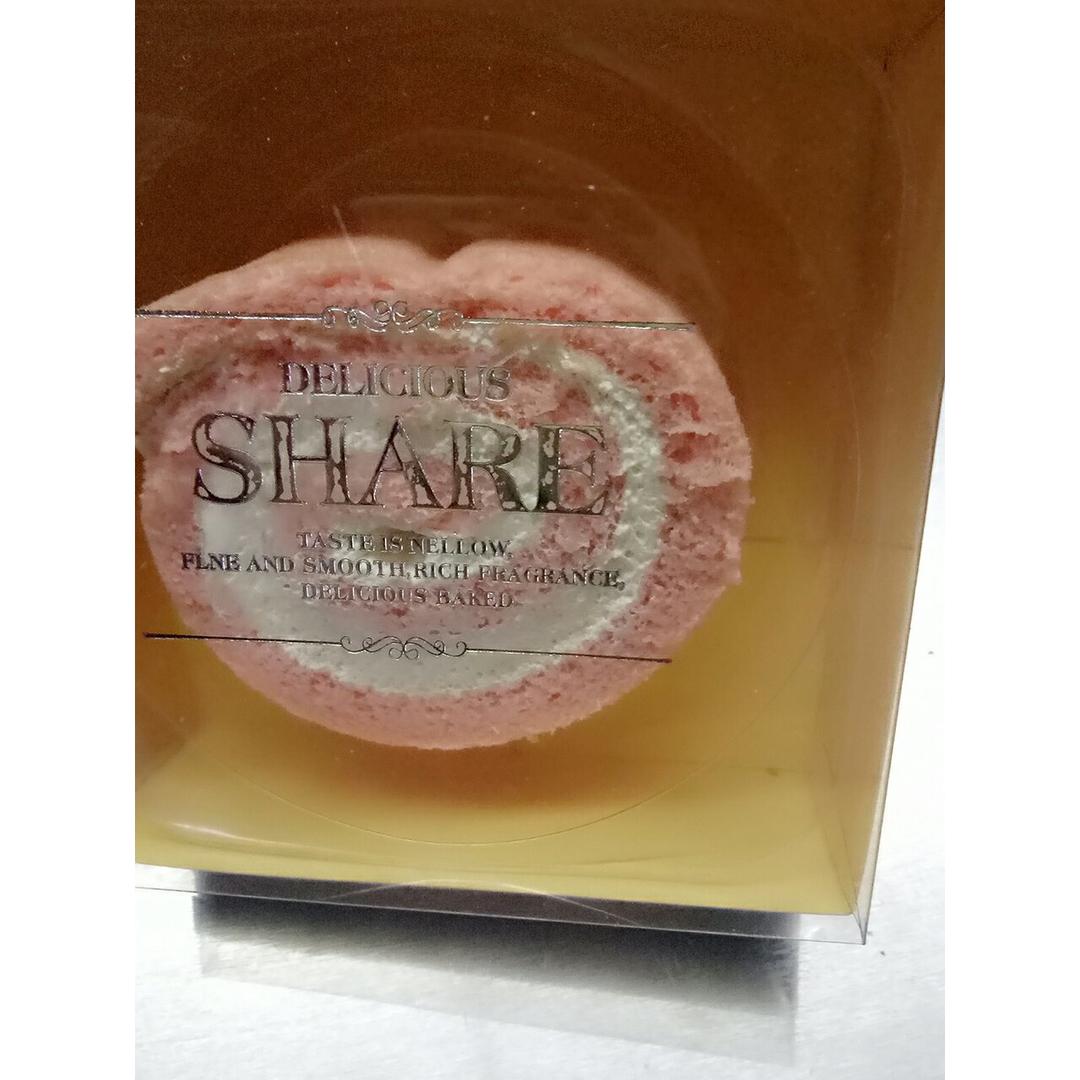 DELICIOUS
SHARE
TASTE IS NELLOW,
FLNE AND SMOOTH,RICH FRAGRANCE,
DELICIOUS BAKED